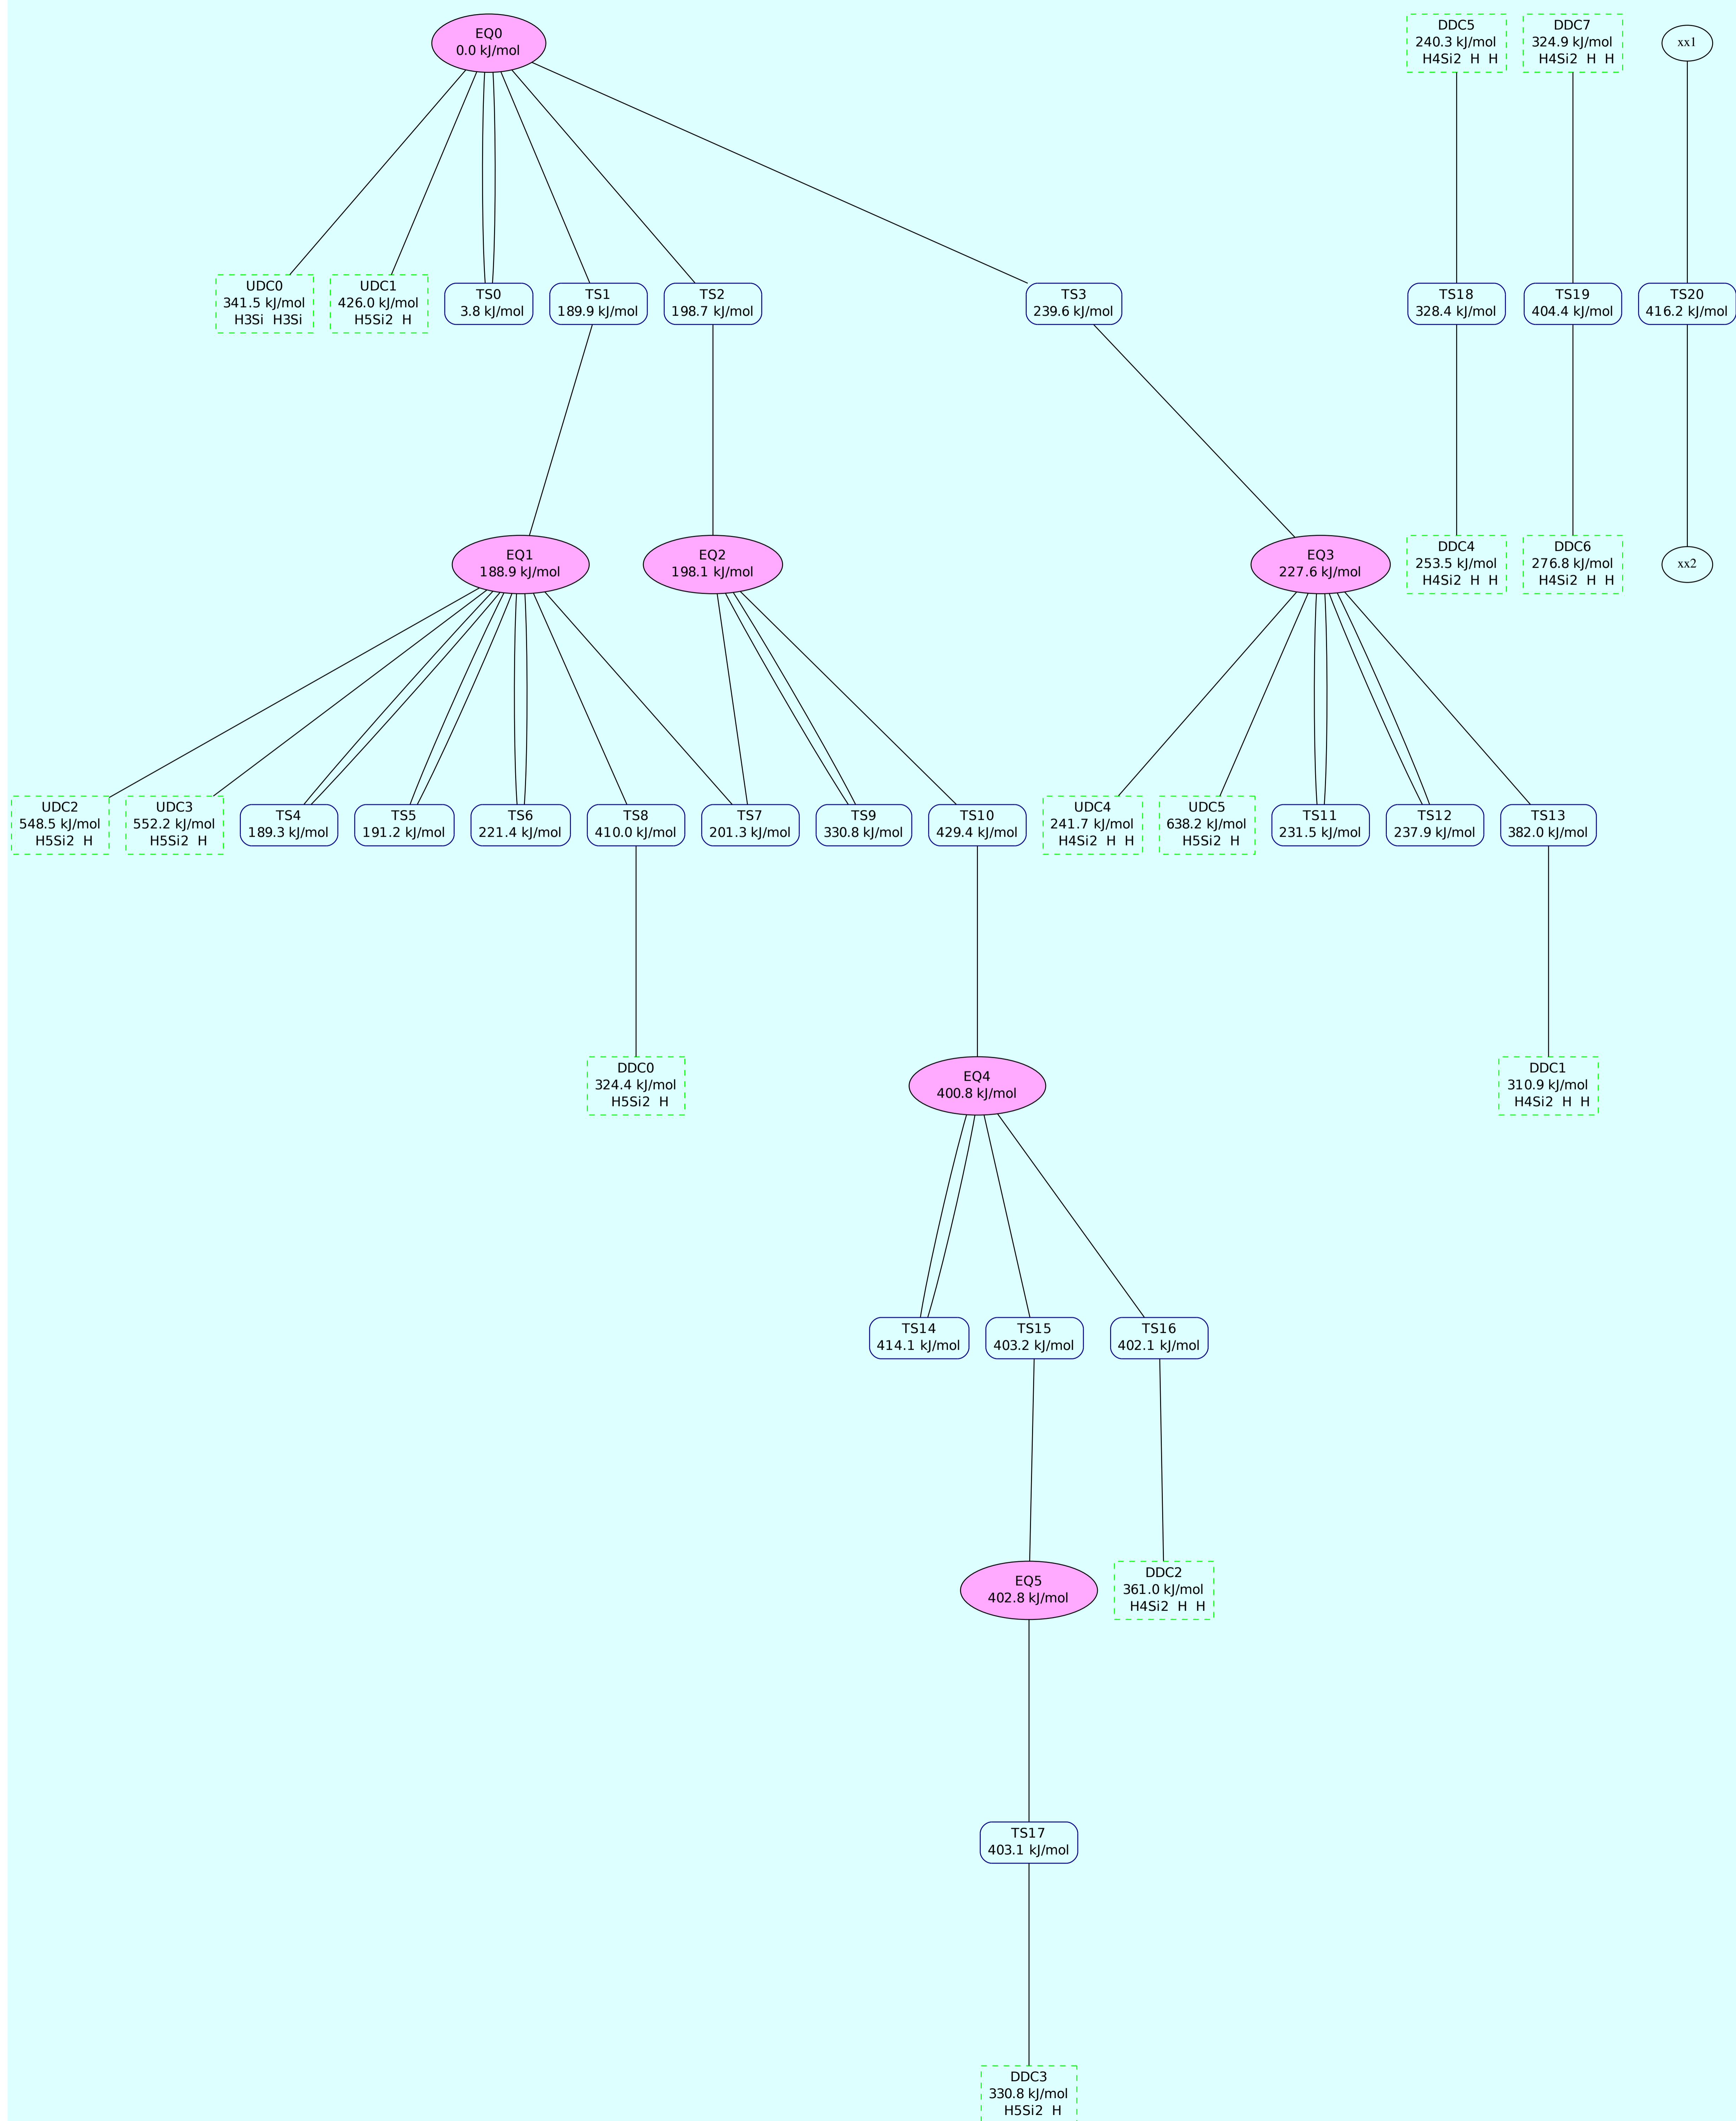 EQ0
0.0 kJ/mol
DDC5
240.3 kJ/mol
H4Si2 H H
DDC7
324.9 kJ/mol
H4Si2 H H
xx1
UDC0
341.5 kJ/mol
H3Si H3Si
UDC1
426.0 kJ/mol
H5Si2 H
TS0
3.8 kJ/mol
TS1
189.9 kJ/mol
TS2
198.7 kJ/mol
TS3
239.6 kJ/mol
TS18
328.4 kJ/mol
TS19
404.4 kJ/mol
TS20
416.2 kJ/mol
EQ1
188.9 kJ/mol
EQ2
198.1 kJ/mol
EQ3
227.6 kJ/mol
DDC4
253.5 kJ/mol
H4Si2 H H
DDC6
276.8 kJ/mol
H4Si2 H H
xx2
UDC2
548.5 kJ/mol
H5Si2 H
UDC3
552.2 kJ/mol
H5Si2 H
TS4
189.3 kJ/mol
TS5
191.2 kJ/mol
TS6
221.4 kJ/mol
TS8
410.0 kJ/mol
TS7
201.3 kJ/mol
TS9
330.8 kJ/mol
TS10
429.4 kJ/mol
UDC4
241.7 kJ/mol
H4Si2 H H
UDC5
638.2 kJ/mol
H5Si2 H
TS11
231.5 kJ/mol
TS12
237.9 kJ/mol
TS13
382.0 kJ/mol
DDC0
324.4 kJ/mol
H5Si2 H
EQ4
400.8 kJ/mol
DDC1
310.9 kJ/mol
H4Si2 H H
TS14
414.1 kJ/mol
TS15
403.2 kJ/mol
TS16
402.1 kJ/mol
EQ5
402.8 kJ/mol
DDC2
361.0 kJ/mol
H4Si2 H H
TS17
403.1 kJ/mol
DDC3
330.8 kJ/mol
H5Si2 H